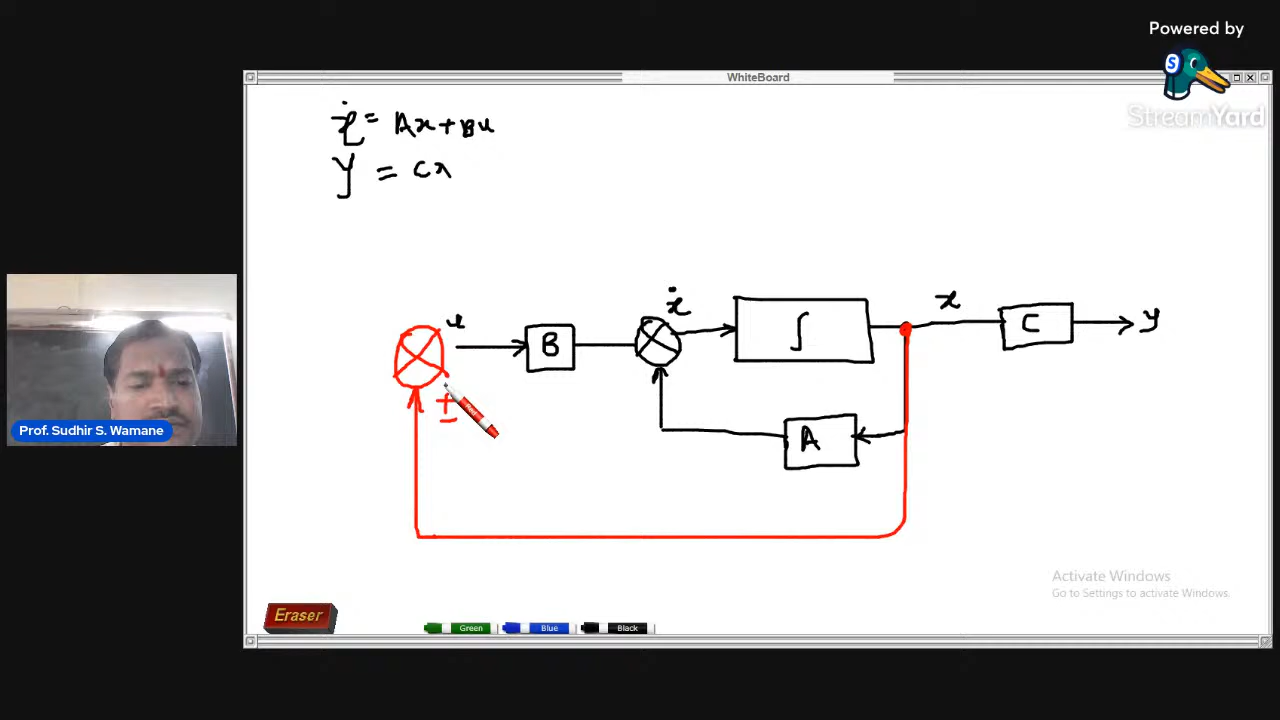 Powered by
StreamYard
WhiteBoard
ẋ = Ax + Bu
y = Cx
u
B
ẋ
∫
x
C
y
±
A
Prof. Sudhir S. Wamane
Activate Windows
Go to Settings to activate Windows.
Eraser
Green
Blue
Black